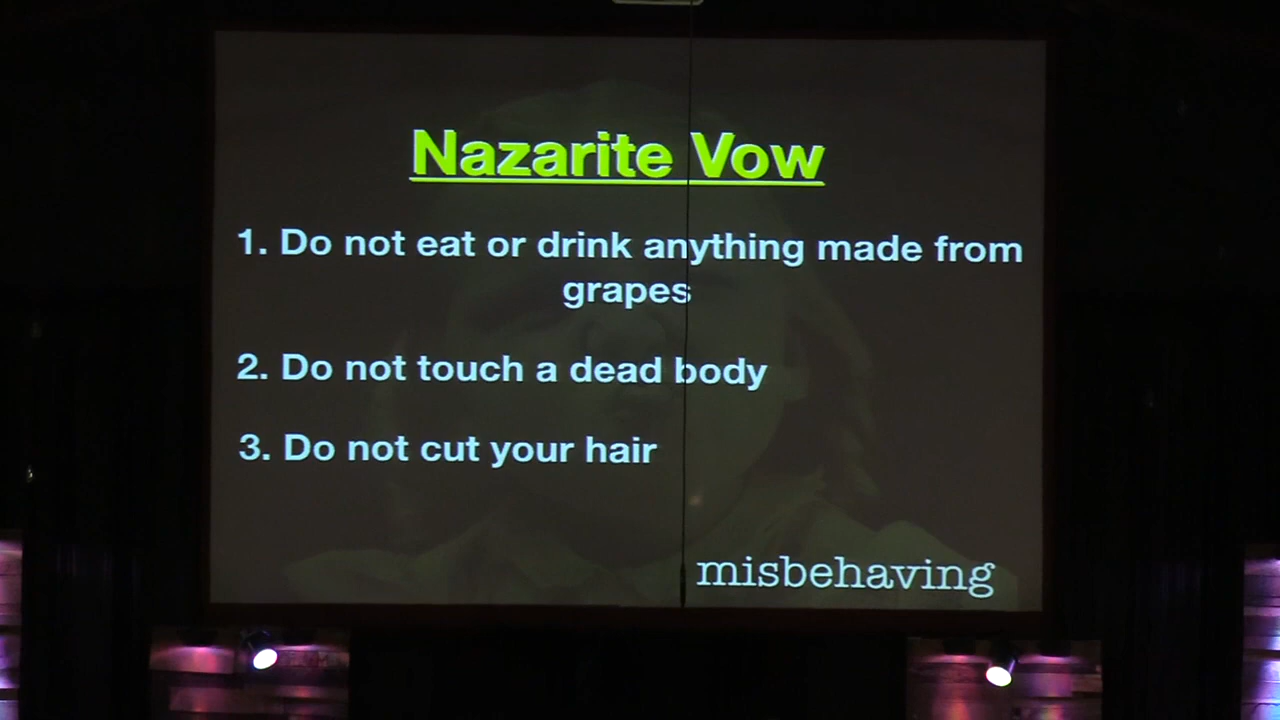 Nazarite Vow
1. Do not eat or drink anything made from
grapes
2. Do not touch a dead body
3. Do not cut your hair
misbehaving